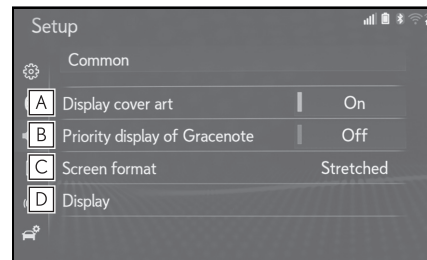 Setup
Common
A Display cover art On
B Priority display of Gracenote Off
C Screen format Stretched
D Display